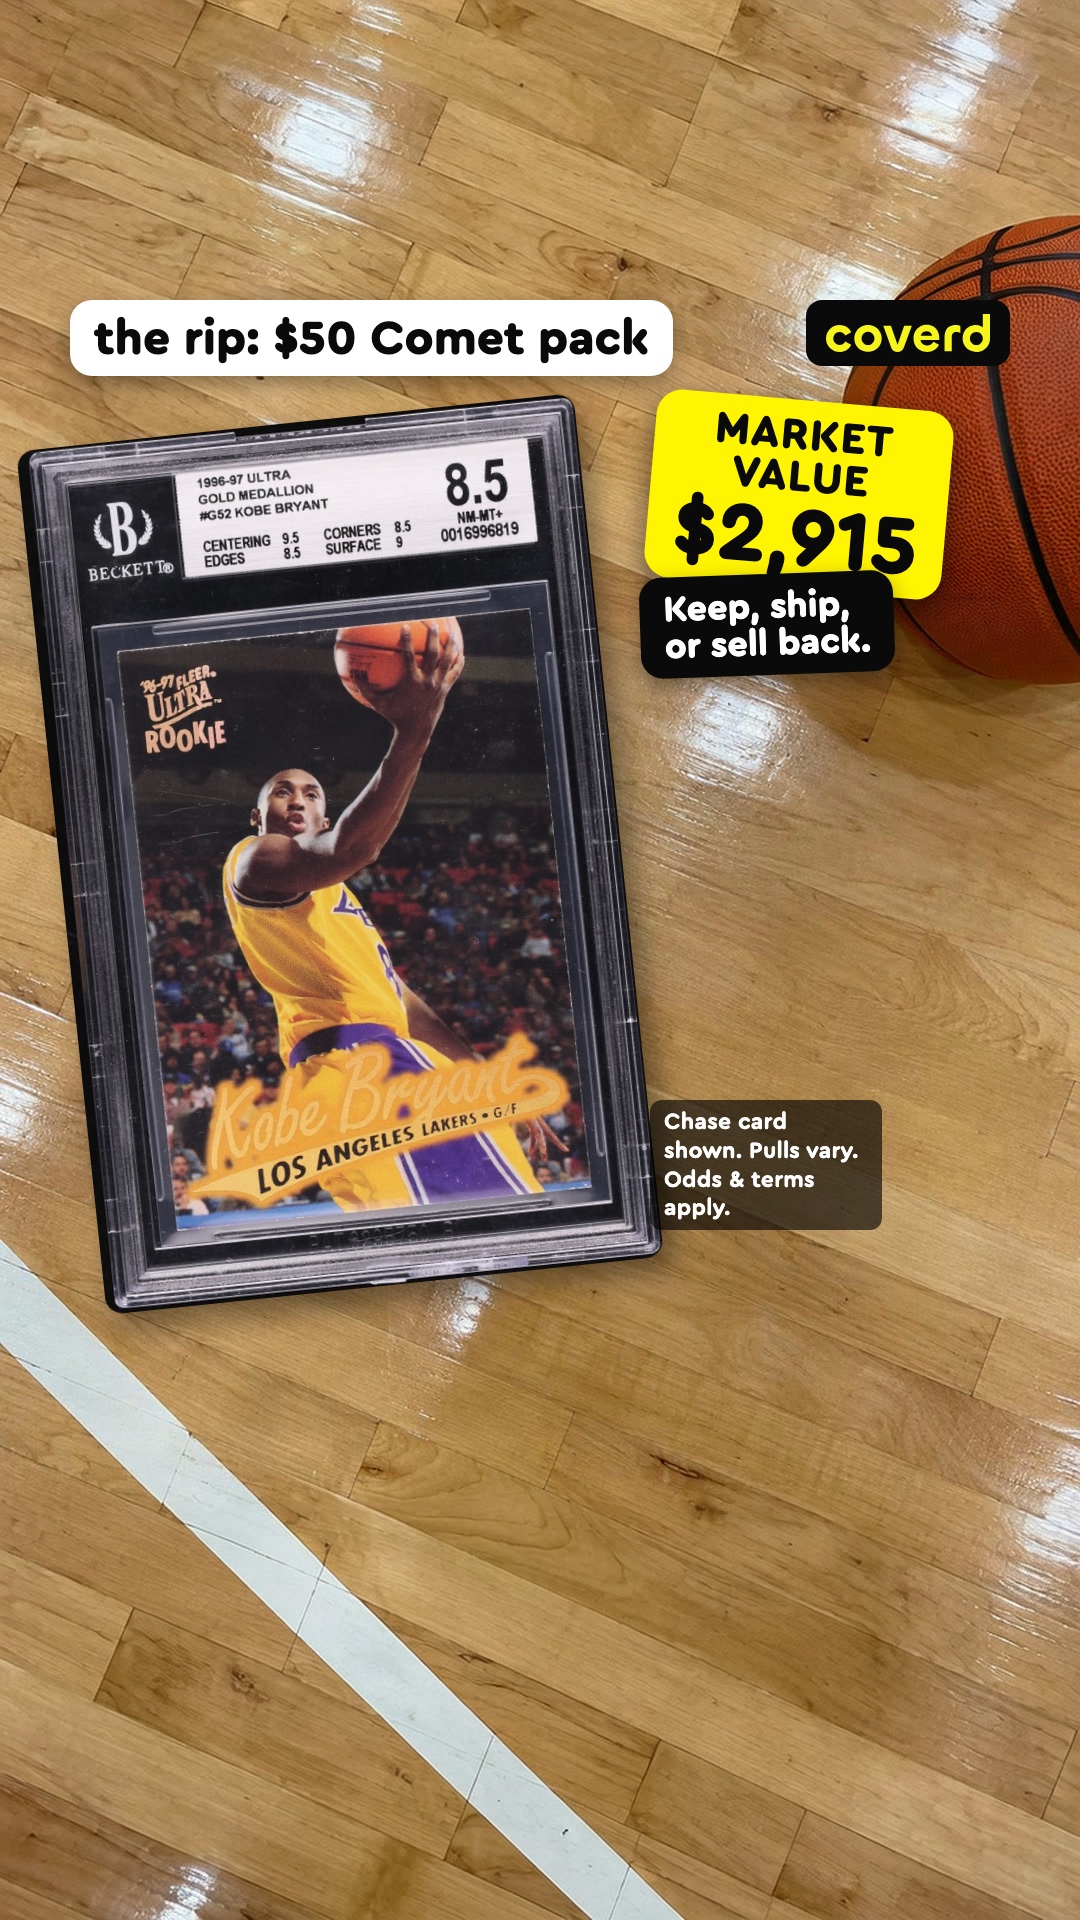 the rip: $50 Comet pack
coverd
MARKET
VALUE
$2,915
Keep, ship,
or sell back.
1996-97 ULTRA
GOLD MEDALLION
#G52 KOBE BRYANT
8.5
NM-MT+
0016996819
CENTERING 9.5 CORNERS 8.5
EDGES 8.5 SURFACE 9
B
BECKETT®
'96-97 FLEER
ULTRA™
ROOKIE
Kobe Bryant
LOS ANGELES LAKERS • G/F
Chase card
shown. Pulls vary.
Odds & terms
apply.